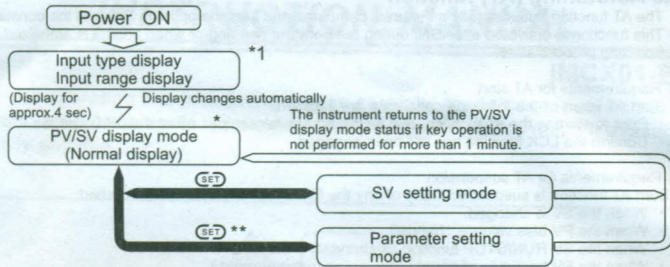 Power ON
Input type display
Input range display
*1
(Display for
approx.4 sec)
Display changes automatically
*
PV/SV display mode
(Normal display)
The instrument returns to the PV/SV
display mode status if key operation is
not performed for more than 1 minute.
SET
SV setting mode
SET **
Parameter setting
mode